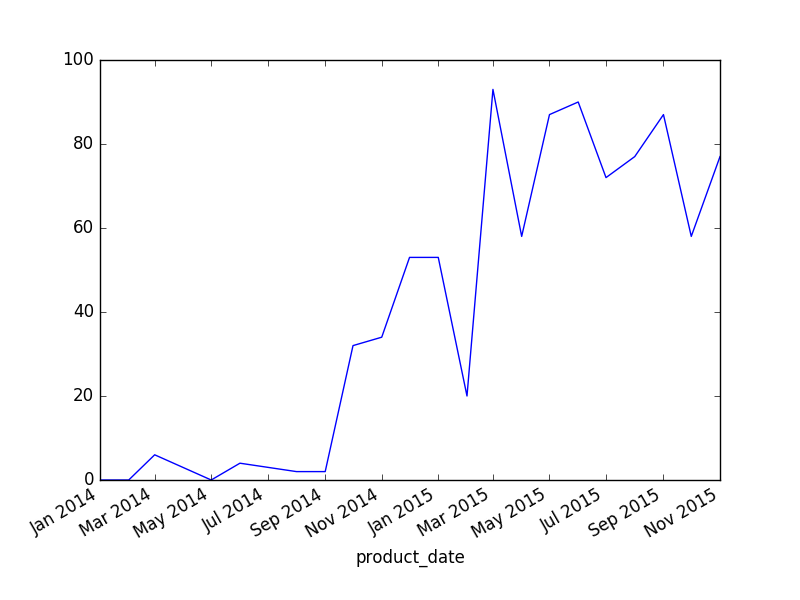 100
80
60
40
20
0
Jan 2014
Mar 2014
May 2014
Jul 2014
Sep 2014
Nov 2014
Jan 2015
Mar 2015
May 2015
Jul 2015
Sep 2015
Nov 2015
product_date